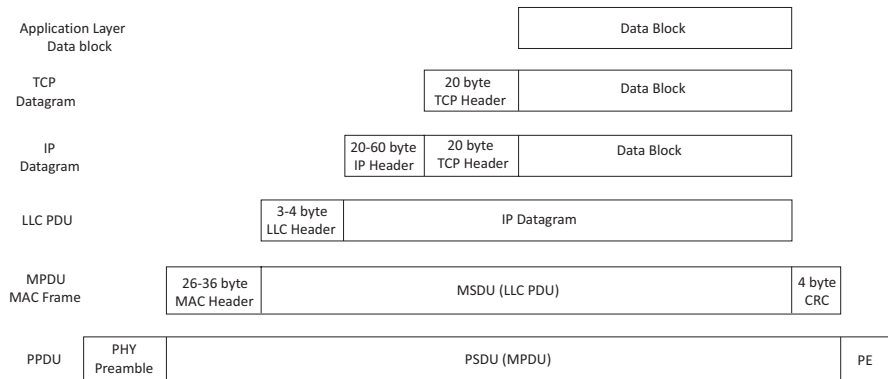 Application Layer
Data block
Data Block
TCP
Datagram
20 byte
TCP Header
Data Block
IP
Datagram
20-60 byte
IP Header
20 byte
TCP Header
Data Block
LLC PDU
3-4 byte
LLC Header
IP Datagram
MPDU
MAC Frame
26-36 byte
MAC Header
MSDU (LLC PDU)
4 byte
CRC
PPDU
PHY
Preamble
PSDU (MPDU)
PE